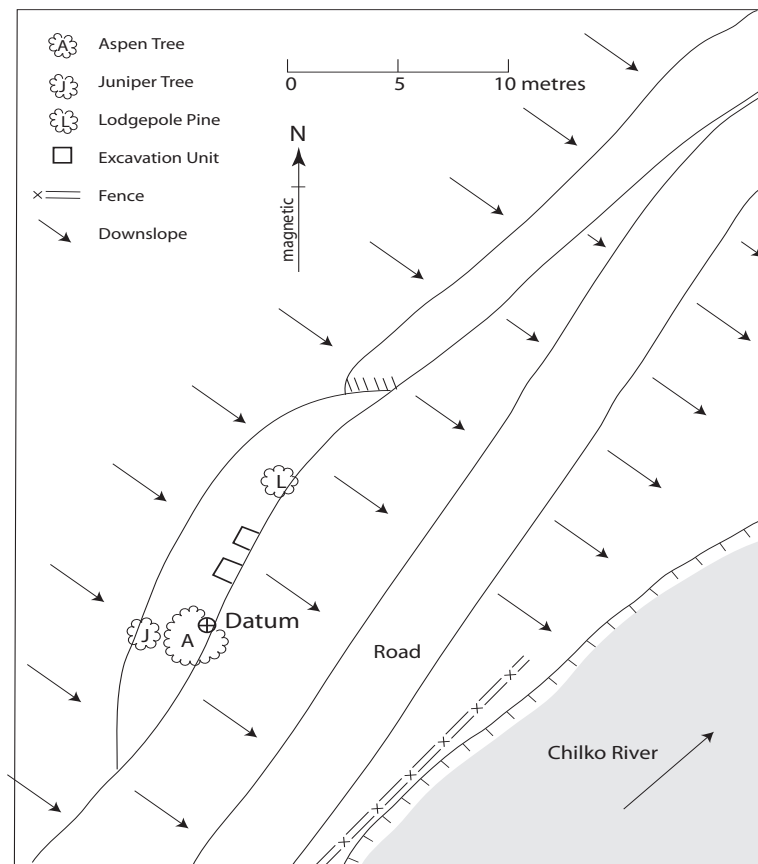 A Aspen Tree
J Juniper Tree
L Lodgepole Pine
Excavation Unit
Fence
Downslope
0 5 10 metres
N
magnetic
L
J
A
Datum
Road
Chilko River